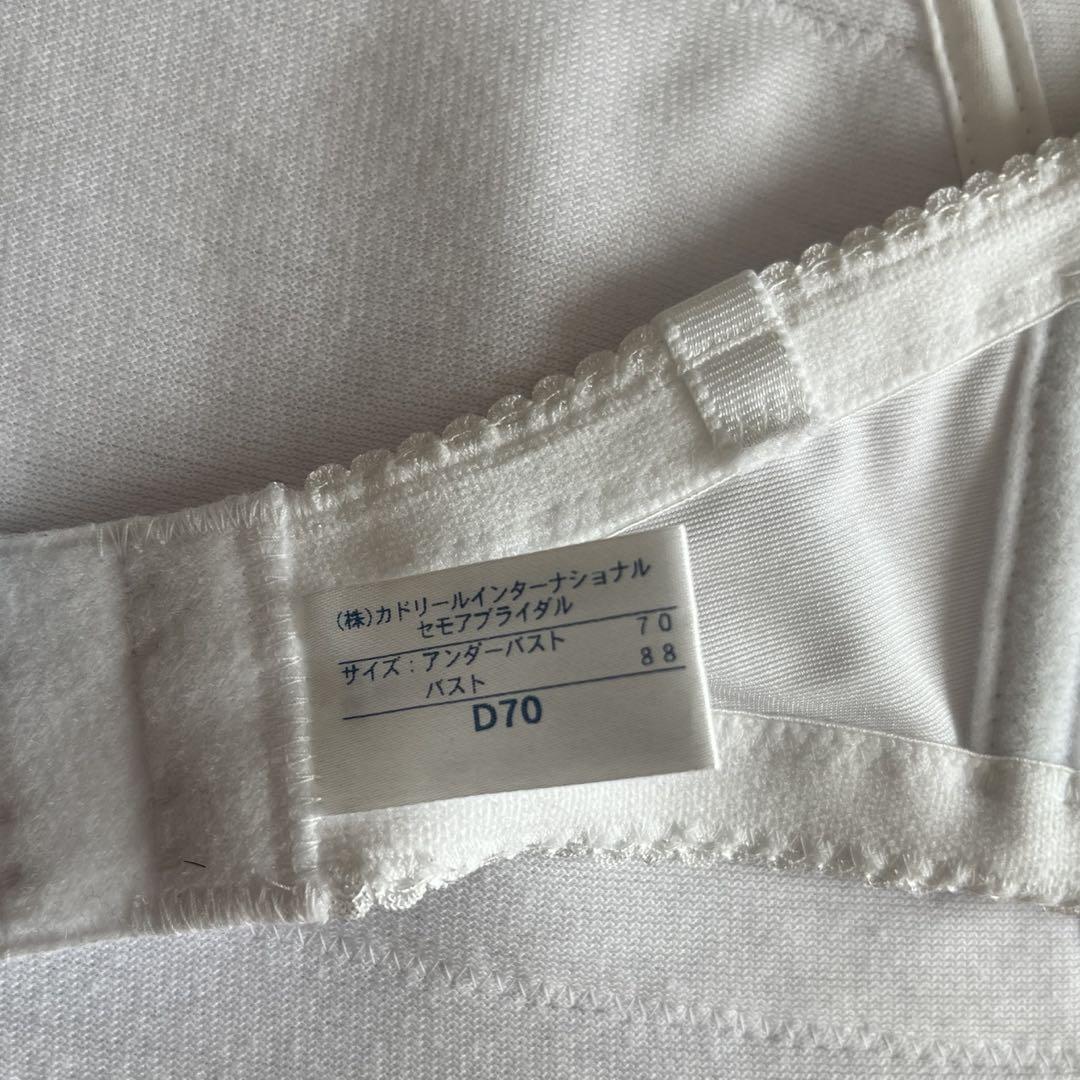 (株)カドリールインターナショナル
セモアブライダル
サイズ：アンダーバスト 70
バスト 88
D70